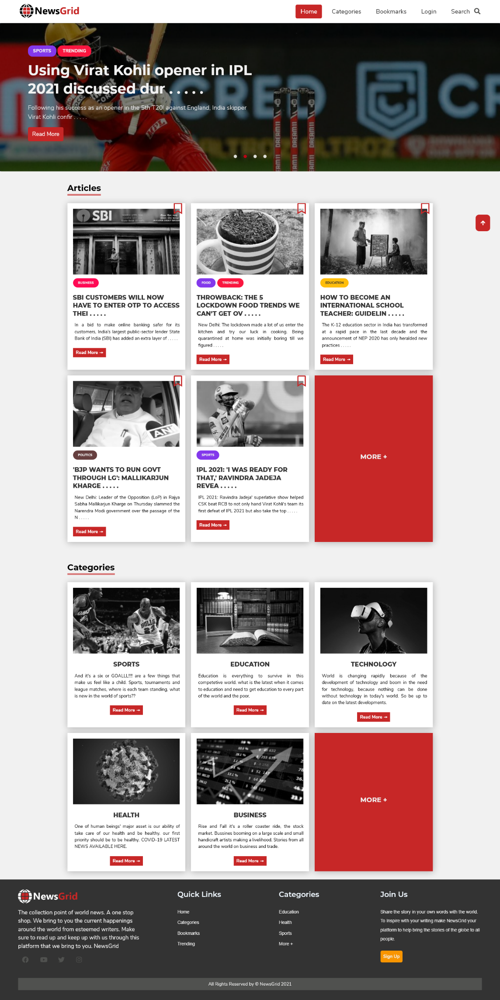 NewsGrid
Home Categories Bookmarks Login Search
SPORTS TRENDING
Using Virat Kohli opener in IPL
2021 discussed dur . . . . .
Following his success as an opener in the 5th T20I against England, India skipper
Virat Kohli confir . . . . .
Read More
DREAM11 DREAM11 DREAM11
Articles
SBI
BUSINESS
SBI CUSTOMERS WILL NOW
HAVE TO ENTER OTP TO ACCESS
THEI . . . . .
In a bid to make online banking safer for its
customers, India's largest public-sector lender State
Bank of India (SBI) has added an extra layer of . . . . .
Read More →
FOOD TRENDING
THROWBACK: THE 5
LOCKDOWN FOOD TRENDS WE
CAN'T GET OV . . . . .
New Delhi: The lockdown made a lot of us enter the
kitchen and try our luck in cooking. Being
quarantined at home was initially boring till we
figured . . . . .
Read More →
EDUCATION
HOW TO BECOME AN
INTERNATIONAL SCHOOL
TEACHER: GUIDELIN . . . . .
The K-12 education sector in India has transformed
at a rapid pace in the last decade and the
announcement of NEP 2020 has only heralded new
practices . . . . .
Read More →
ANI
POLITICS
'BJP WANTS TO RUN GOVT
THROUGH LG': MALLIKARJUN
KHARGE . . . . .
New Delhi: Leader of the Opposition (LoP) in Rajya
Sabha Mallikarjun Kharge on Thursday slammed the
Narendra Modi government over the passage of the
N . . . . .
Read More →
SPORTS
IPL 2021: 'I WAS READY FOR
THAT,' RAVINDRA JADEJA
REVEA . . . . .
IPL 2021: Ravindra Jadeja' superlative show helped
CSK beat RCB to not only hand Virat Kohli's team its
first defeat of IPL 2021 but also take the top . . . . .
Read More →
MORE +
Categories
BULLS
SPORTS
And it's a six or GOALLL!!!! are a few things that
make us feel like a child. Sports, tournaments and
league matches, where is each team standing, what
is new in the world of sports??
Read More →
EDUCATION
Education is everything to survive in this
competetive world. what is the latest when it comes
to education and need to get education to every part
of the world and the poor.
Read More →
TECHNOLOGY
World is changing rapidly because of the
development of technology and boom in the need
for technology, because nothing can be done
without technology in today's world. So be up to
date on the latest developments.
Read More →
HEALTH
One of human beings' major asset is our ability of
take care of our health and be healthy. our first
priority should be to be healthy. COVID-19 LATEST
NEWS AVAILABLE HERE.
Read More →
BUSINESS
Rise and Fall it's a roller coaster ride, the stock
market. Bussines booming on a large scale and small
handicraft artists making a livelihood. Stories from all
around the world on business and trade.
Read More →
MORE +
NewsGrid
The collection point of world news. A one stop
shop. We bring to you the current happenings
around the world from esteemed writers. Make
sure to read up and keep up with us through this
platform that we bring to you. NewsGrid
Quick Links
Home
Categories
Bookmarks
Trending
Categories
Education
Health
Sports
More +
Join Us
Share the story in your own words with the world.
To Inspire with your writing make NewsGrid your
platform to help bring the stories of the globe to all
people.
Sign Up
All Rights Reserved by © NewsGrid 2021